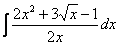 ∫ (2x² + 3√x − 1)/(2x) dx